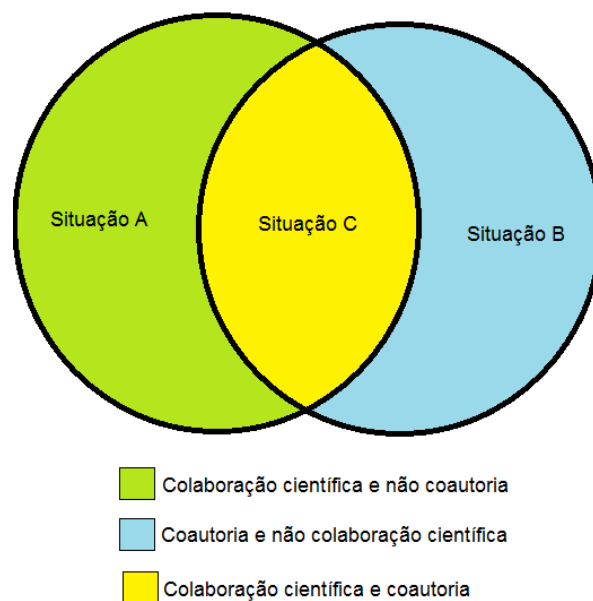 Situação A
Situação C
Situação B
Colaboração científica e não coautoria
Coautoria e não colaboração científica
Colaboração científica e coautoria